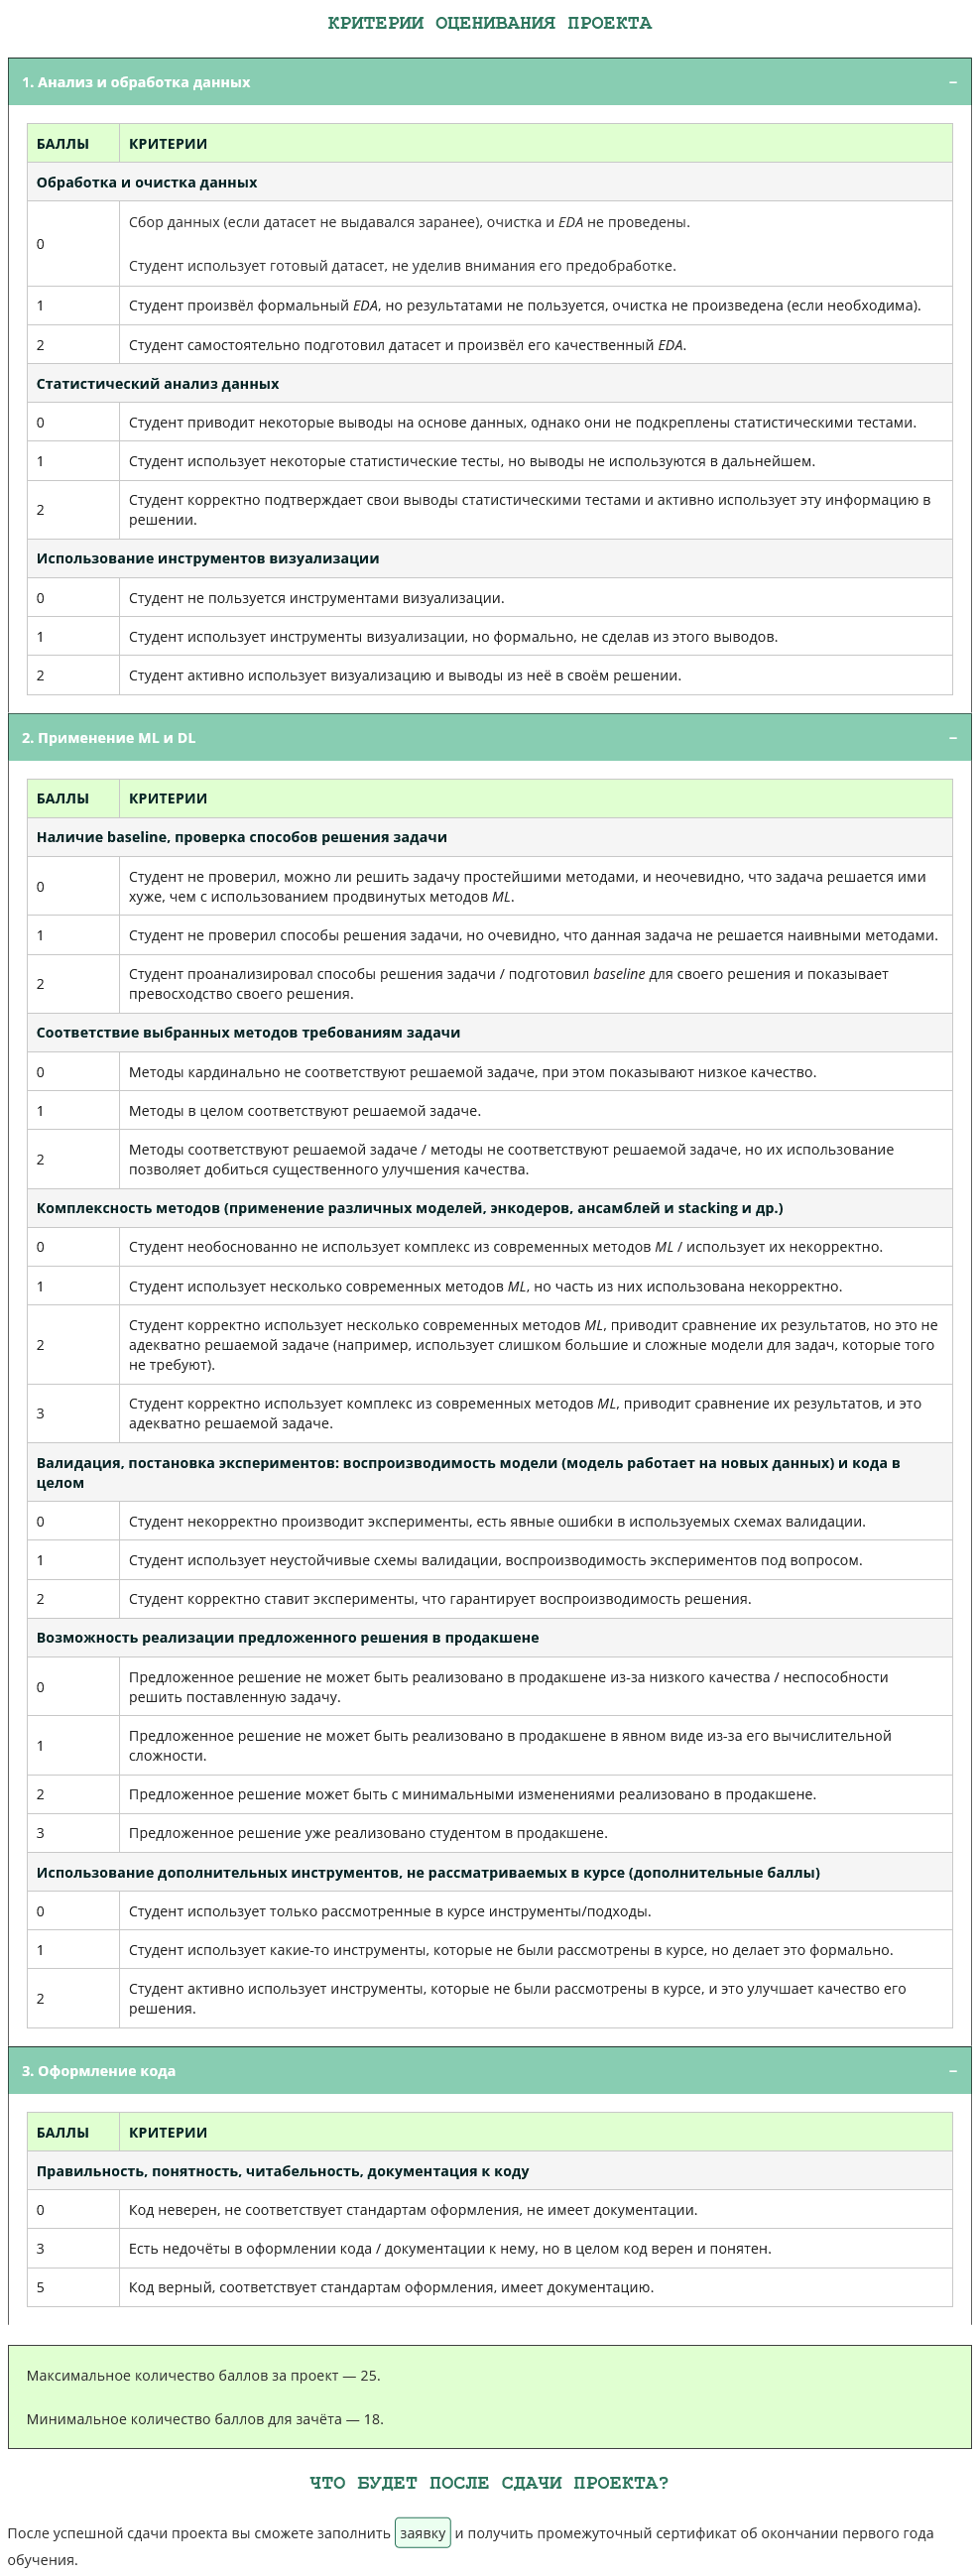 КРИТЕРИИ ОЦЕНИВАНИЯ ПРОЕКТА
1. Анализ и обработка данных –
БАЛЛЫ КРИТЕРИИ
Обработка и очистка данных
0 Сбор данных (если датасет не выдавался заранее), очистка и EDA не проведены.
Студент использует готовый датасет, не уделив внимания его предобработке.
1 Студент произвёл формальный EDA, но результатами не пользуется, очистка не произведена (если необходима).
2 Студент самостоятельно подготовил датасет и произвёл его качественный EDA.
Статистический анализ данных
0 Студент приводит некоторые выводы на основе данных, однако они не подкреплены статистическими тестами.
1 Студент использует некоторые статистические тесты, но выводы не используются в дальнейшем.
2 Студент корректно подтверждает свои выводы статистическими тестами и активно использует эту информацию в
решении.
Использование инструментов визуализации
0 Студент не пользуется инструментами визуализации.
1 Студент использует инструменты визуализации, но формально, не сделав из этого выводов.
2 Студент активно использует визуализацию и выводы из неё в своём решении.
2. Применение ML и DL –
БАЛЛЫ КРИТЕРИИ
Наличие baseline, проверка способов решения задачи
0 Студент не проверил, можно ли решить задачу простейшими методами, и неочевидно, что задача решается ими
хуже, чем с использованием продвинутых методов ML.
1 Студент не проверил способы решения задачи, но очевидно, что данная задача не решается наивными методами.
2 Студент проанализировал способы решения задачи / подготовил baseline для своего решения и показывает
превосходство своего решения.
Соответствие выбранных методов требованиям задачи
0 Методы кардинально не соответствуют решаемой задаче, при этом показывают низкое качество.
1 Методы в целом соответствуют решаемой задаче.
2 Методы соответствуют решаемой задаче / методы не соответствуют решаемой задаче, но их использование
позволяет добиться существенного улучшения качества.
Комплексность методов (применение различных моделей, энкодеров, ансамблей и stacking и др.)
0 Студент необоснованно не использует комплекс из современных методов ML / использует их некорректно.
1 Студент использует несколько современных методов ML, но часть из них использована некорректно.
2 Студент корректно использует несколько современных методов ML, приводит сравнение их результатов, но это не
адекватно решаемой задаче (например, использует слишком большие и сложные модели для задач, которые того
не требуют).
3 Студент корректно использует комплекс из современных методов ML, приводит сравнение их результатов, и это
адекватно решаемой задаче.
Валидация, постановка экспериментов: воспроизводимость модели (модель работает на новых данных) и кода в
целом
0 Студент некорректно производит эксперименты, есть явные ошибки в используемых схемах валидации.
1 Студент использует неустойчивые схемы валидации, воспроизводимость экспериментов под вопросом.
2 Студент корректно ставит эксперименты, что гарантирует воспроизводимость решения.
Возможность реализации предложенного решения в продакшене
0 Предложенное решение не может быть реализовано в продакшене из-за низкого качества / неспособности
решить поставленную задачу.
1 Предложенное решение не может быть реализовано в продакшене в явном виде из-за его вычислительной
сложности.
2 Предложенное решение может быть с минимальными изменениями реализовано в продакшене.
3 Предложенное решение уже реализовано студентом в продакшене.
Использование дополнительных инструментов, не рассматриваемых в курсе (дополнительные баллы)
0 Студент использует только рассмотренные в курсе инструменты/подходы.
1 Студент использует какие-то инструменты, которые не были рассмотрены в курсе, но делает это формально.
2 Студент активно использует инструменты, которые не были рассмотрены в курсе, и это улучшает качество его
решения.
3. Оформление кода –
БАЛЛЫ КРИТЕРИИ
Правильность, понятность, читабельность, документация к коду
0 Код неверен, не соответствует стандартам оформления, не имеет документации.
3 Есть недочёты в оформлении кода / документации к нему, но в целом код верен и понятен.
5 Код верный, соответствует стандартам оформления, имеет документацию.
Максимальное количество баллов за проект — 25.
Минимальное количество баллов для зачёта — 18.
ЧТО БУДЕТ ПОСЛЕ СДАЧИ ПРОЕКТА?
После успешной сдачи проекта вы сможете заполнить заявку и получить промежуточный сертификат об окончании первого года
обучения.